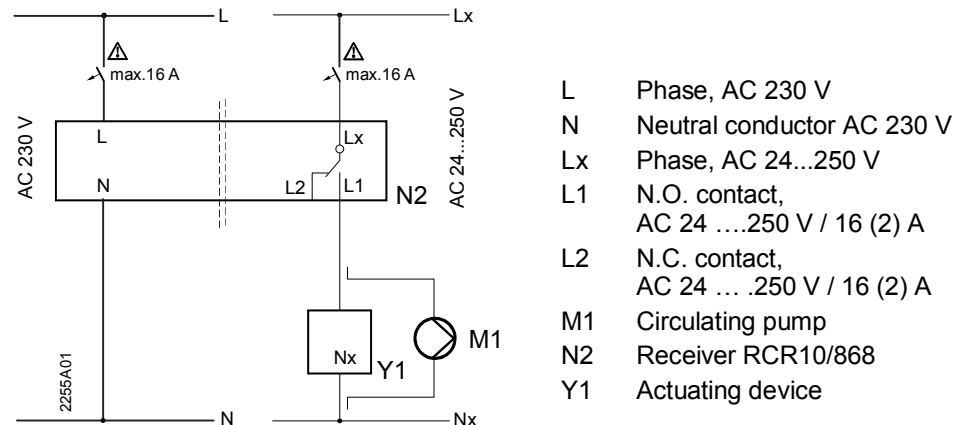 L
Lx
max.16 A
max.16 A
AC 230 V
L
N
Lx
L2
L1
N2
AC 24...250 V
Nx
Y1
M1
2255A01
N
Nx
L Phase, AC 230 V
N Neutral conductor AC 230 V
Lx Phase, AC 24...250 V
L1 N.O. contact,
AC 24 ….250 V / 16 (2) A
L2 N.C. contact,
AC 24 … .250 V / 16 (2) A
M1 Circulating pump
N2 Receiver RCR10/868
Y1 Actuating device